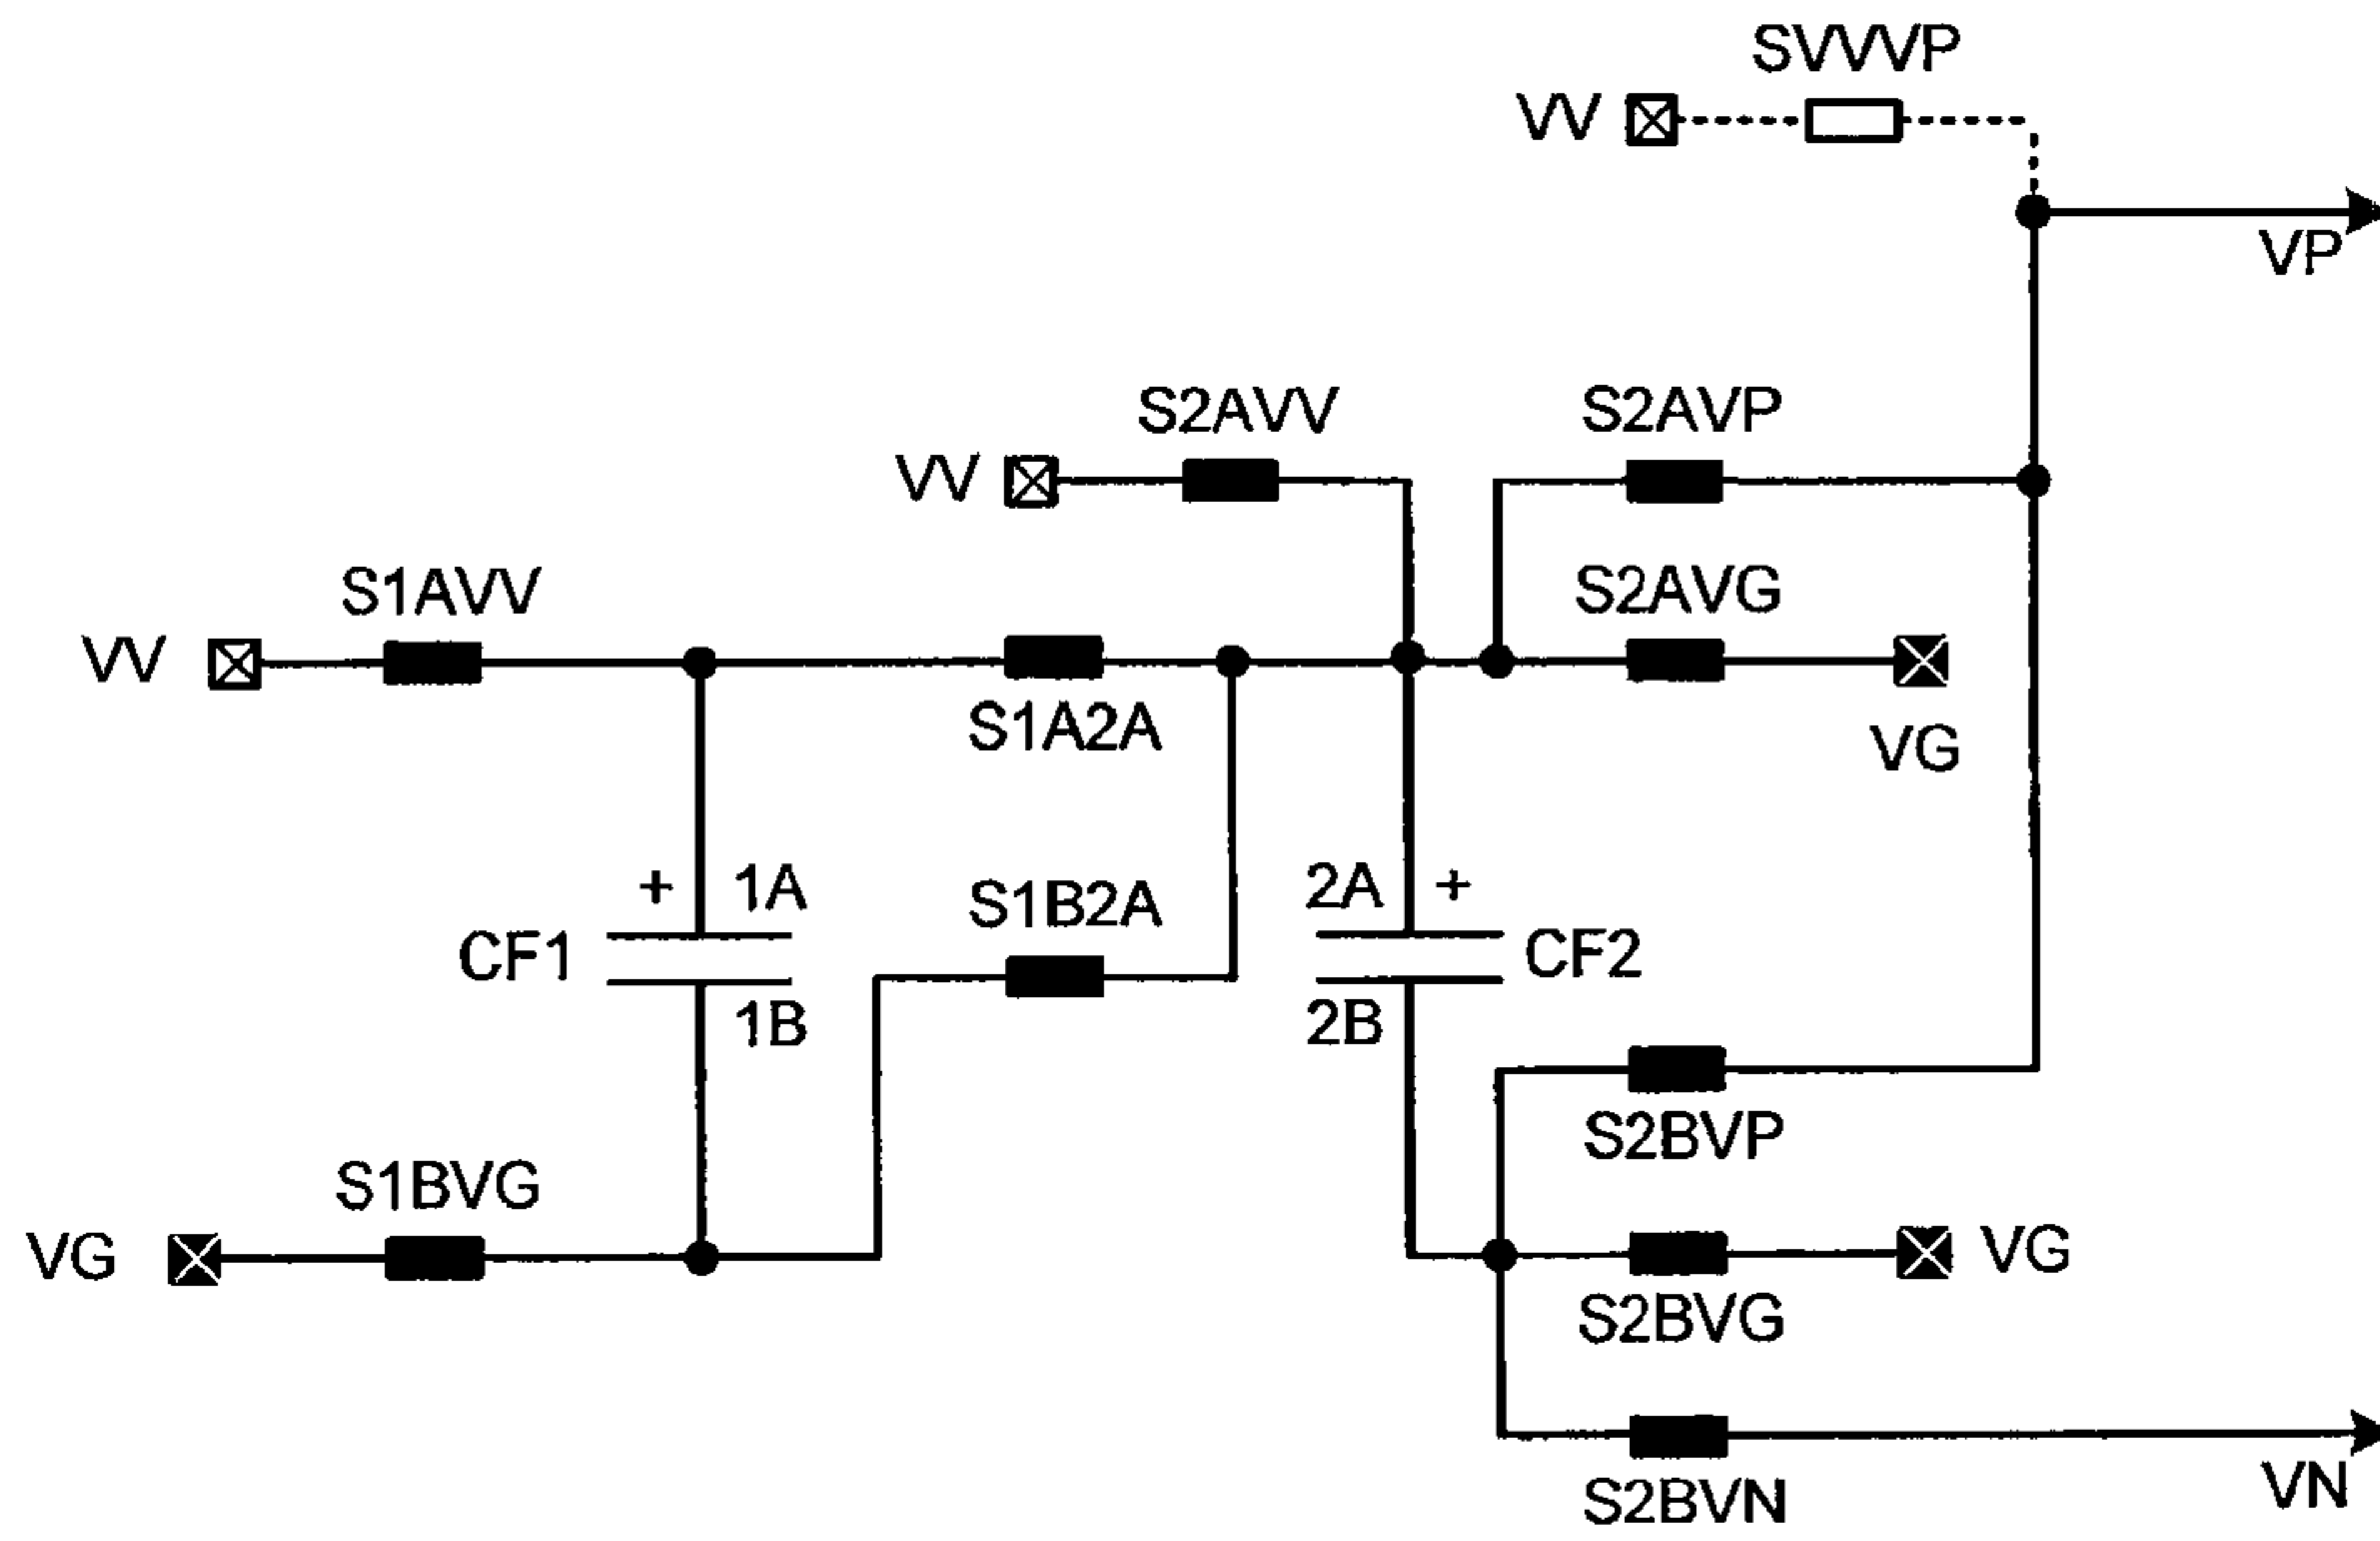 SVVVP
VV
VP
S2AVV
S2AVP
VV
S1AVV
S2AVG
VV
S1A2A
VG
+
1A
S1B2A
2A
+
CF1
CF2
1B
2B
S2BVP
S1BVG
VG
VG
S2BVG
VN
S2BVN